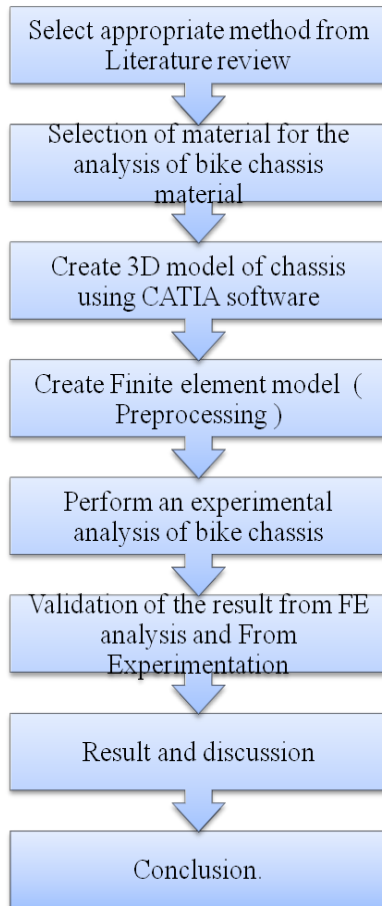 Select appropriate method from
Literature review
Selection of material for the
analysis of bike chassis
material
Create 3D model of chassis
using CATIA software
Create Finite element model (
Preprocessing )
Perform an experimental
analysis of bike chassis
Validation of the result from FE
analysis and From
Experimentation
Result and discussion
Conclusion.